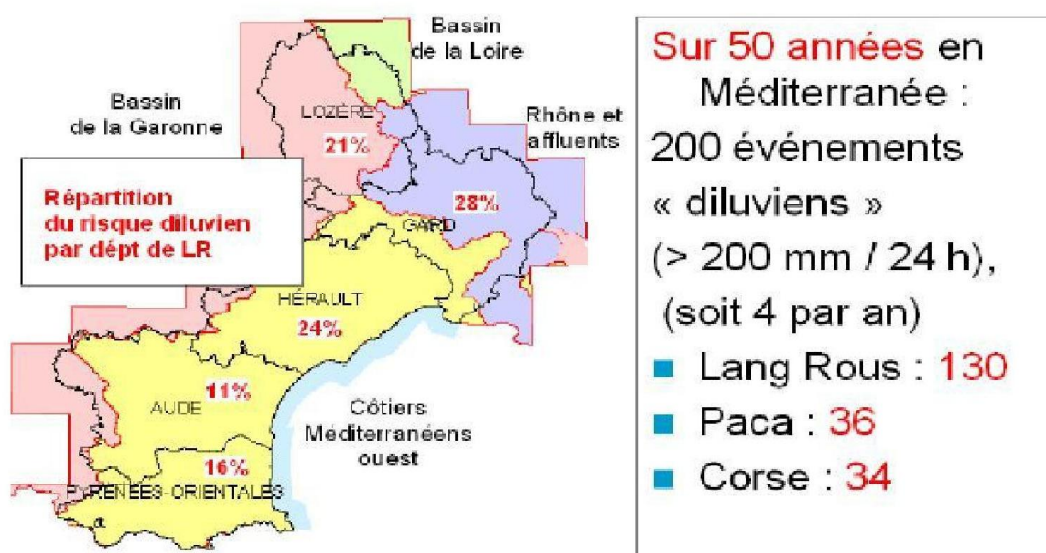 Bassin
de la Loire
Bassin
de la Garonne
LOZÈRE
21%
Rhône et
affluents
28%
GARD
Répartition
du risque diluvien
par dépt de LR
HÉRAULT
24%
11%
AUDE
Côtiers
Méditerranéens
ouest
16%
PYRENEES-ORIENTALES
Sur 50 années en
Méditerranée :
200 événements
« diluviens »
(> 200 mm / 24 h),
(soit 4 par an)
Lang Rous : 130
Paca : 36
Corse : 34